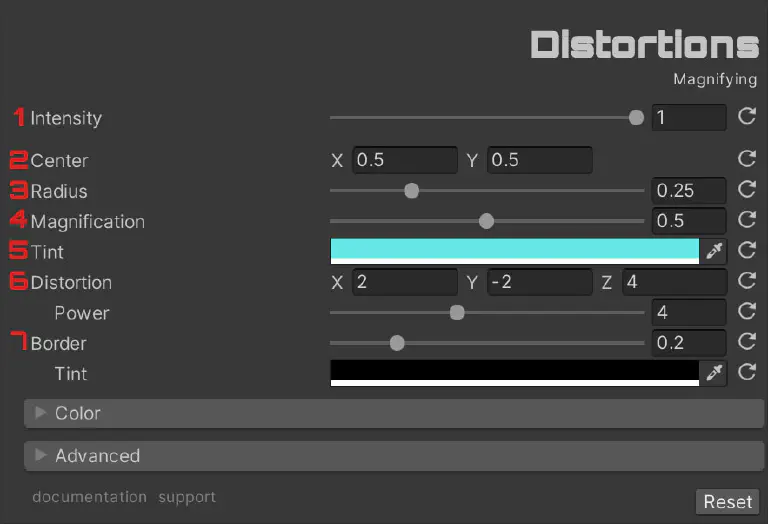 Distortions
Magnifying
1 Intensity 1
2 Center X 0.5 Y 0.5
3 Radius 0.25
4 Magnification 0.5
5 Tint
6 Distortion X 2 Y -2 Z 4
Power 4
7 Border 0.2
Tint
Color
Advanced
documentation support
Reset